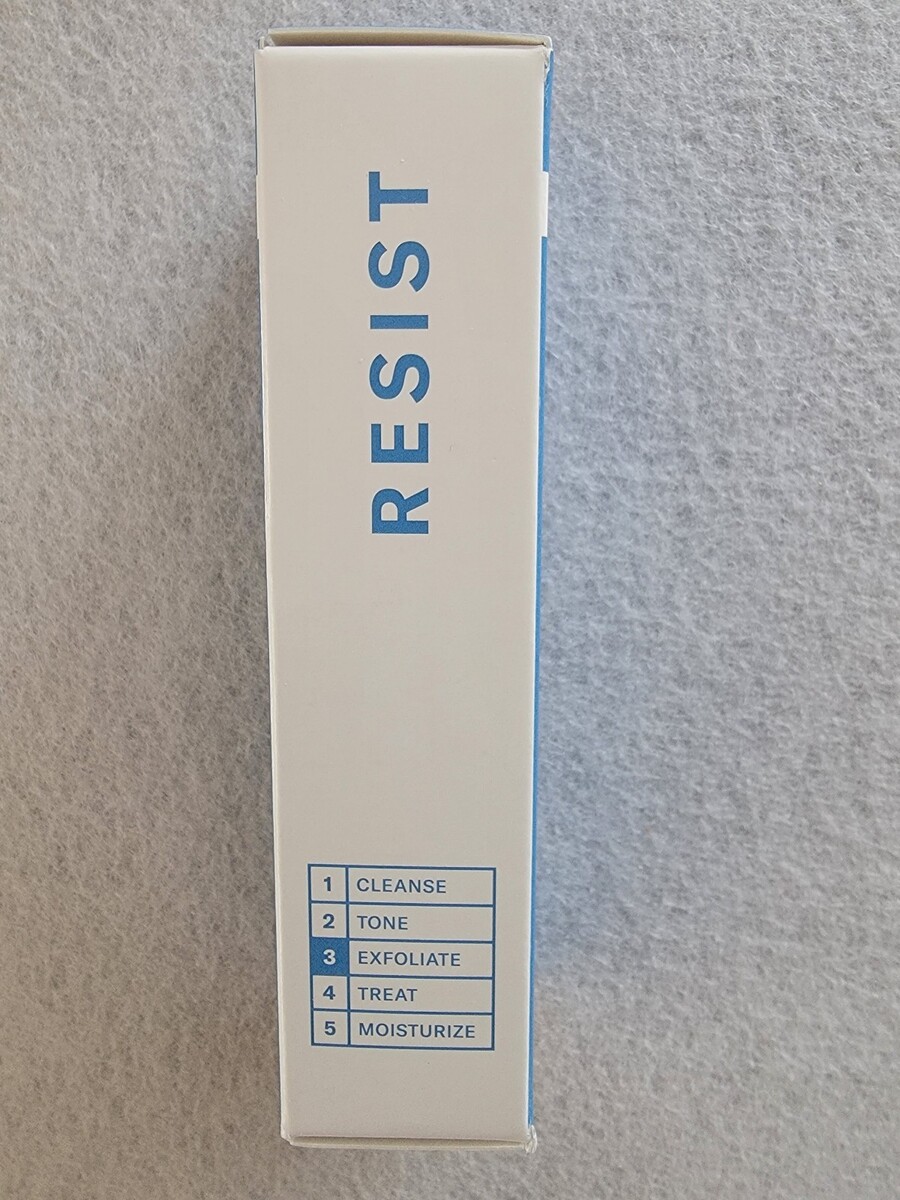 RESIST
1 CLEANSE
2 TONE
3 EXFOLIATE
4 TREAT
5 MOISTURIZE